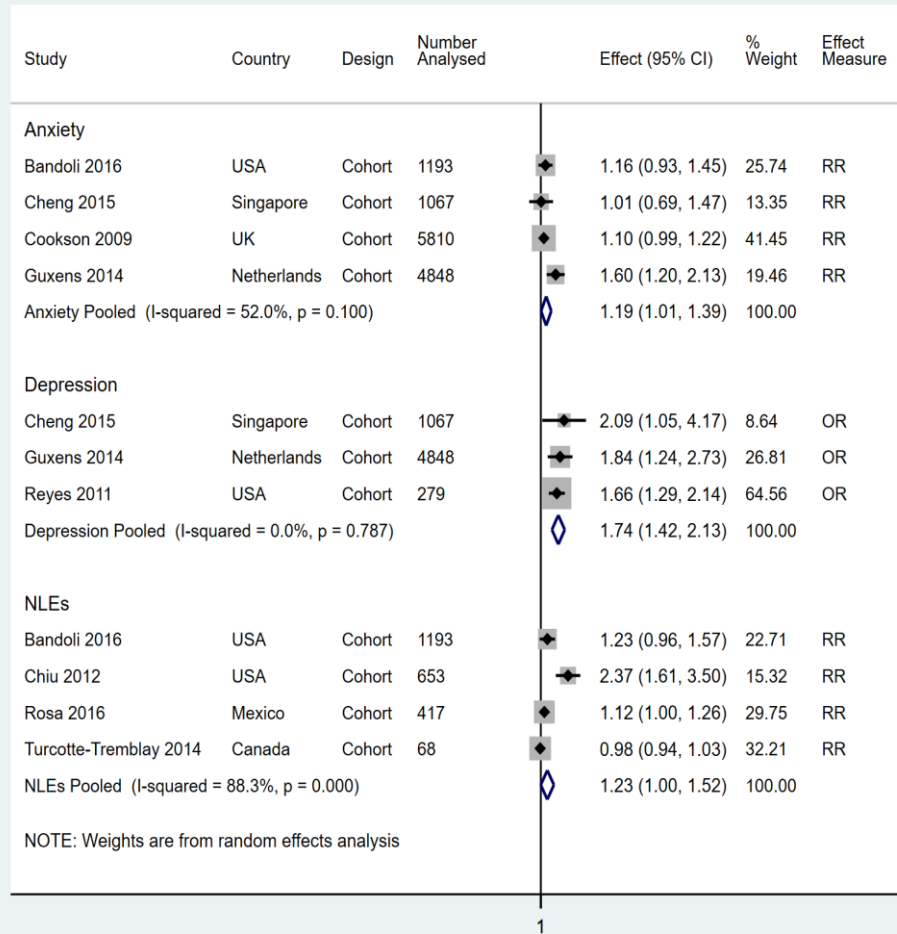 Study Country Design Number Analysed Effect (95% CI) % Weight Effect Measure
Anxiety
Bandoli 2016 USA Cohort 1193 1.16 (0.93, 1.45) 25.74 RR
Cheng 2015 Singapore Cohort 1067 1.01 (0.69, 1.47) 13.35 RR
Cookson 2009 UK Cohort 5810 1.10 (0.99, 1.22) 41.45 RR
Guxens 2014 Netherlands Cohort 4848 1.60 (1.20, 2.13) 19.46 RR
Anxiety Pooled (I-squared = 52.0%, p = 0.100) 1.19 (1.01, 1.39) 100.00
Depression
Cheng 2015 Singapore Cohort 1067 2.09 (1.05, 4.17) 8.64 OR
Guxens 2014 Netherlands Cohort 4848 1.84 (1.24, 2.73) 26.81 OR
Reyes 2011 USA Cohort 279 1.66 (1.29, 2.14) 64.56 OR
Depression Pooled (I-squared = 0.0%, p = 0.787) 1.74 (1.42, 2.13) 100.00
NLEs
Bandoli 2016 USA Cohort 1193 1.23 (0.96, 1.57) 22.71 RR
Chiu 2012 USA Cohort 653 2.37 (1.61, 3.50) 15.32 RR
Rosa 2016 Mexico Cohort 417 1.12 (1.00, 1.26) 29.75 RR
Turcotte-Tremblay 2014 Canada Cohort 68 0.98 (0.94, 1.03) 32.21 RR
NLEs Pooled (I-squared = 88.3%, p = 0.000) 1.23 (1.00, 1.52) 100.00
NOTE: Weights are from random effects analysis
1